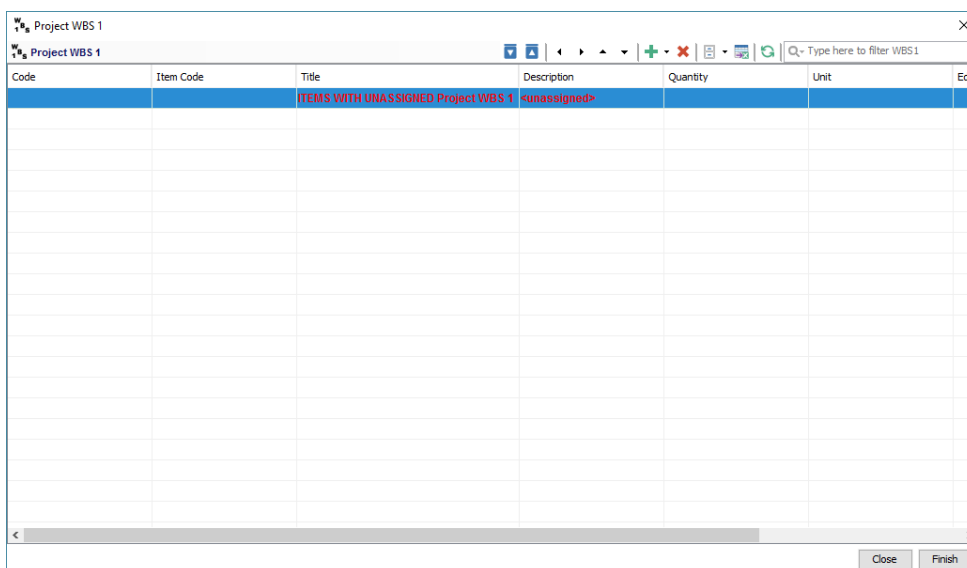 Project WBS 1
Project WBS 1 Type here to filter WBS1
Code Item Code Title Description Quantity Unit
ITEMS WITH UNASSIGNED Project WBS 1 <unassigned>
Close Finish